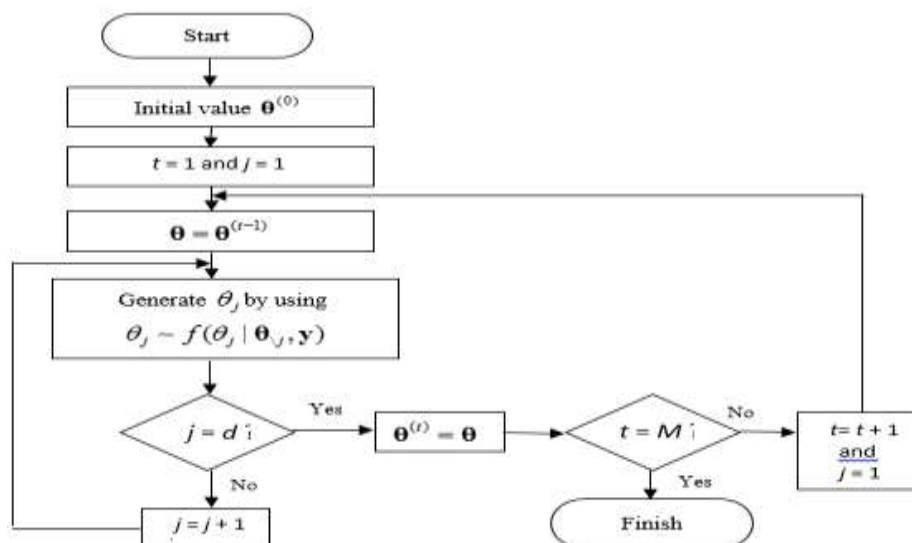 Start
Initial value θ⁽⁰⁾
t = 1 and j = 1
θ = θ⁽ᵗ⁻¹⁾
Generate θⱼ by using
θⱼ ~ f(θⱼ | θ\ⱼ, y)
j = d
Yes
θ⁽ᵗ⁾ = θ
t = M
No
t= t + 1
and
j = 1
No
Yes
j = j + 1
Finish